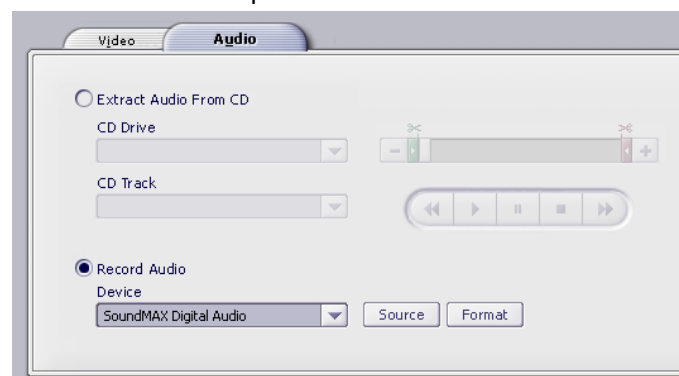 Video Audio
Extract Audio From CD
CD Drive
CD Track
Record Audio
Device
SoundMAX Digital Audio Source Format